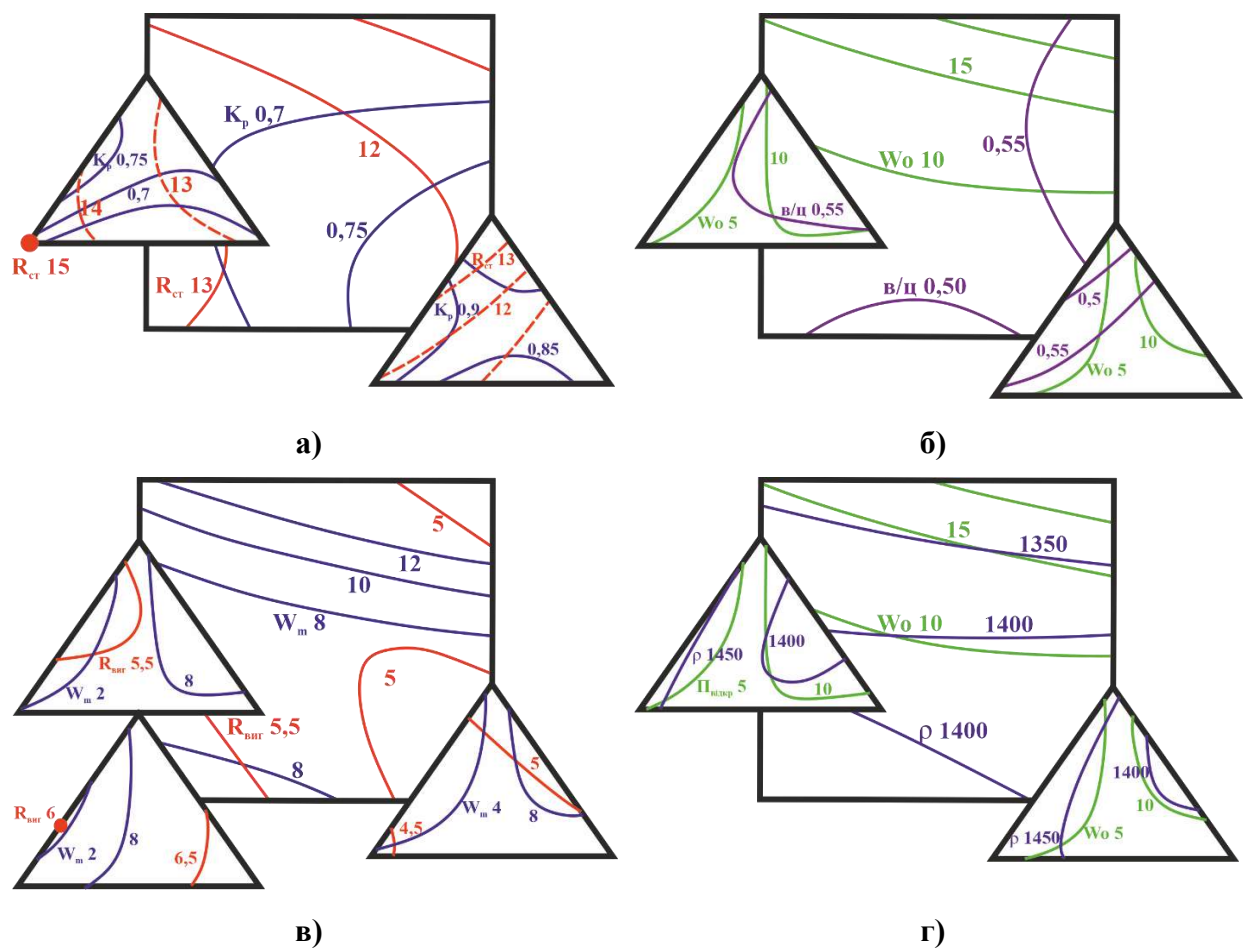 Kр 0,7
12
Kр 0,75
0,7
13
14
0,75
Rст 15
Rст 13
Rст 13
Kр 0,9
12
0,85
а)
15
0,55
10
Wo 10
Wo 5
в/ц 0,55
в/ц 0,50
0,5
0,55
10
Wo 5
б)
5
12
10
Wm 8
Rвиг 5,5
Wm 2
8
5
Rвиг 5,5
8
Rвиг 6
Wm 2
8
6,5
5
Wm 4
8
4,5
в)
15
1350
Wo 10
1400
ρ 1450
1400
Пвідкр 5
10
ρ 1400
1400
10
ρ 1450
Wo 5
г)